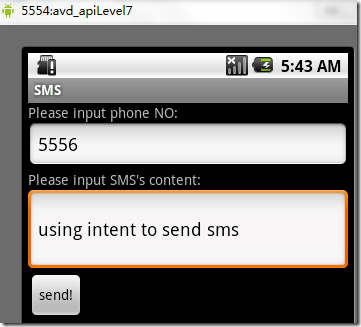 5554:avd_apiLevel7
5:43 AM
SMS
Please input phone NO:
5556
Please input SMS's content:
using intent to send sms
send!